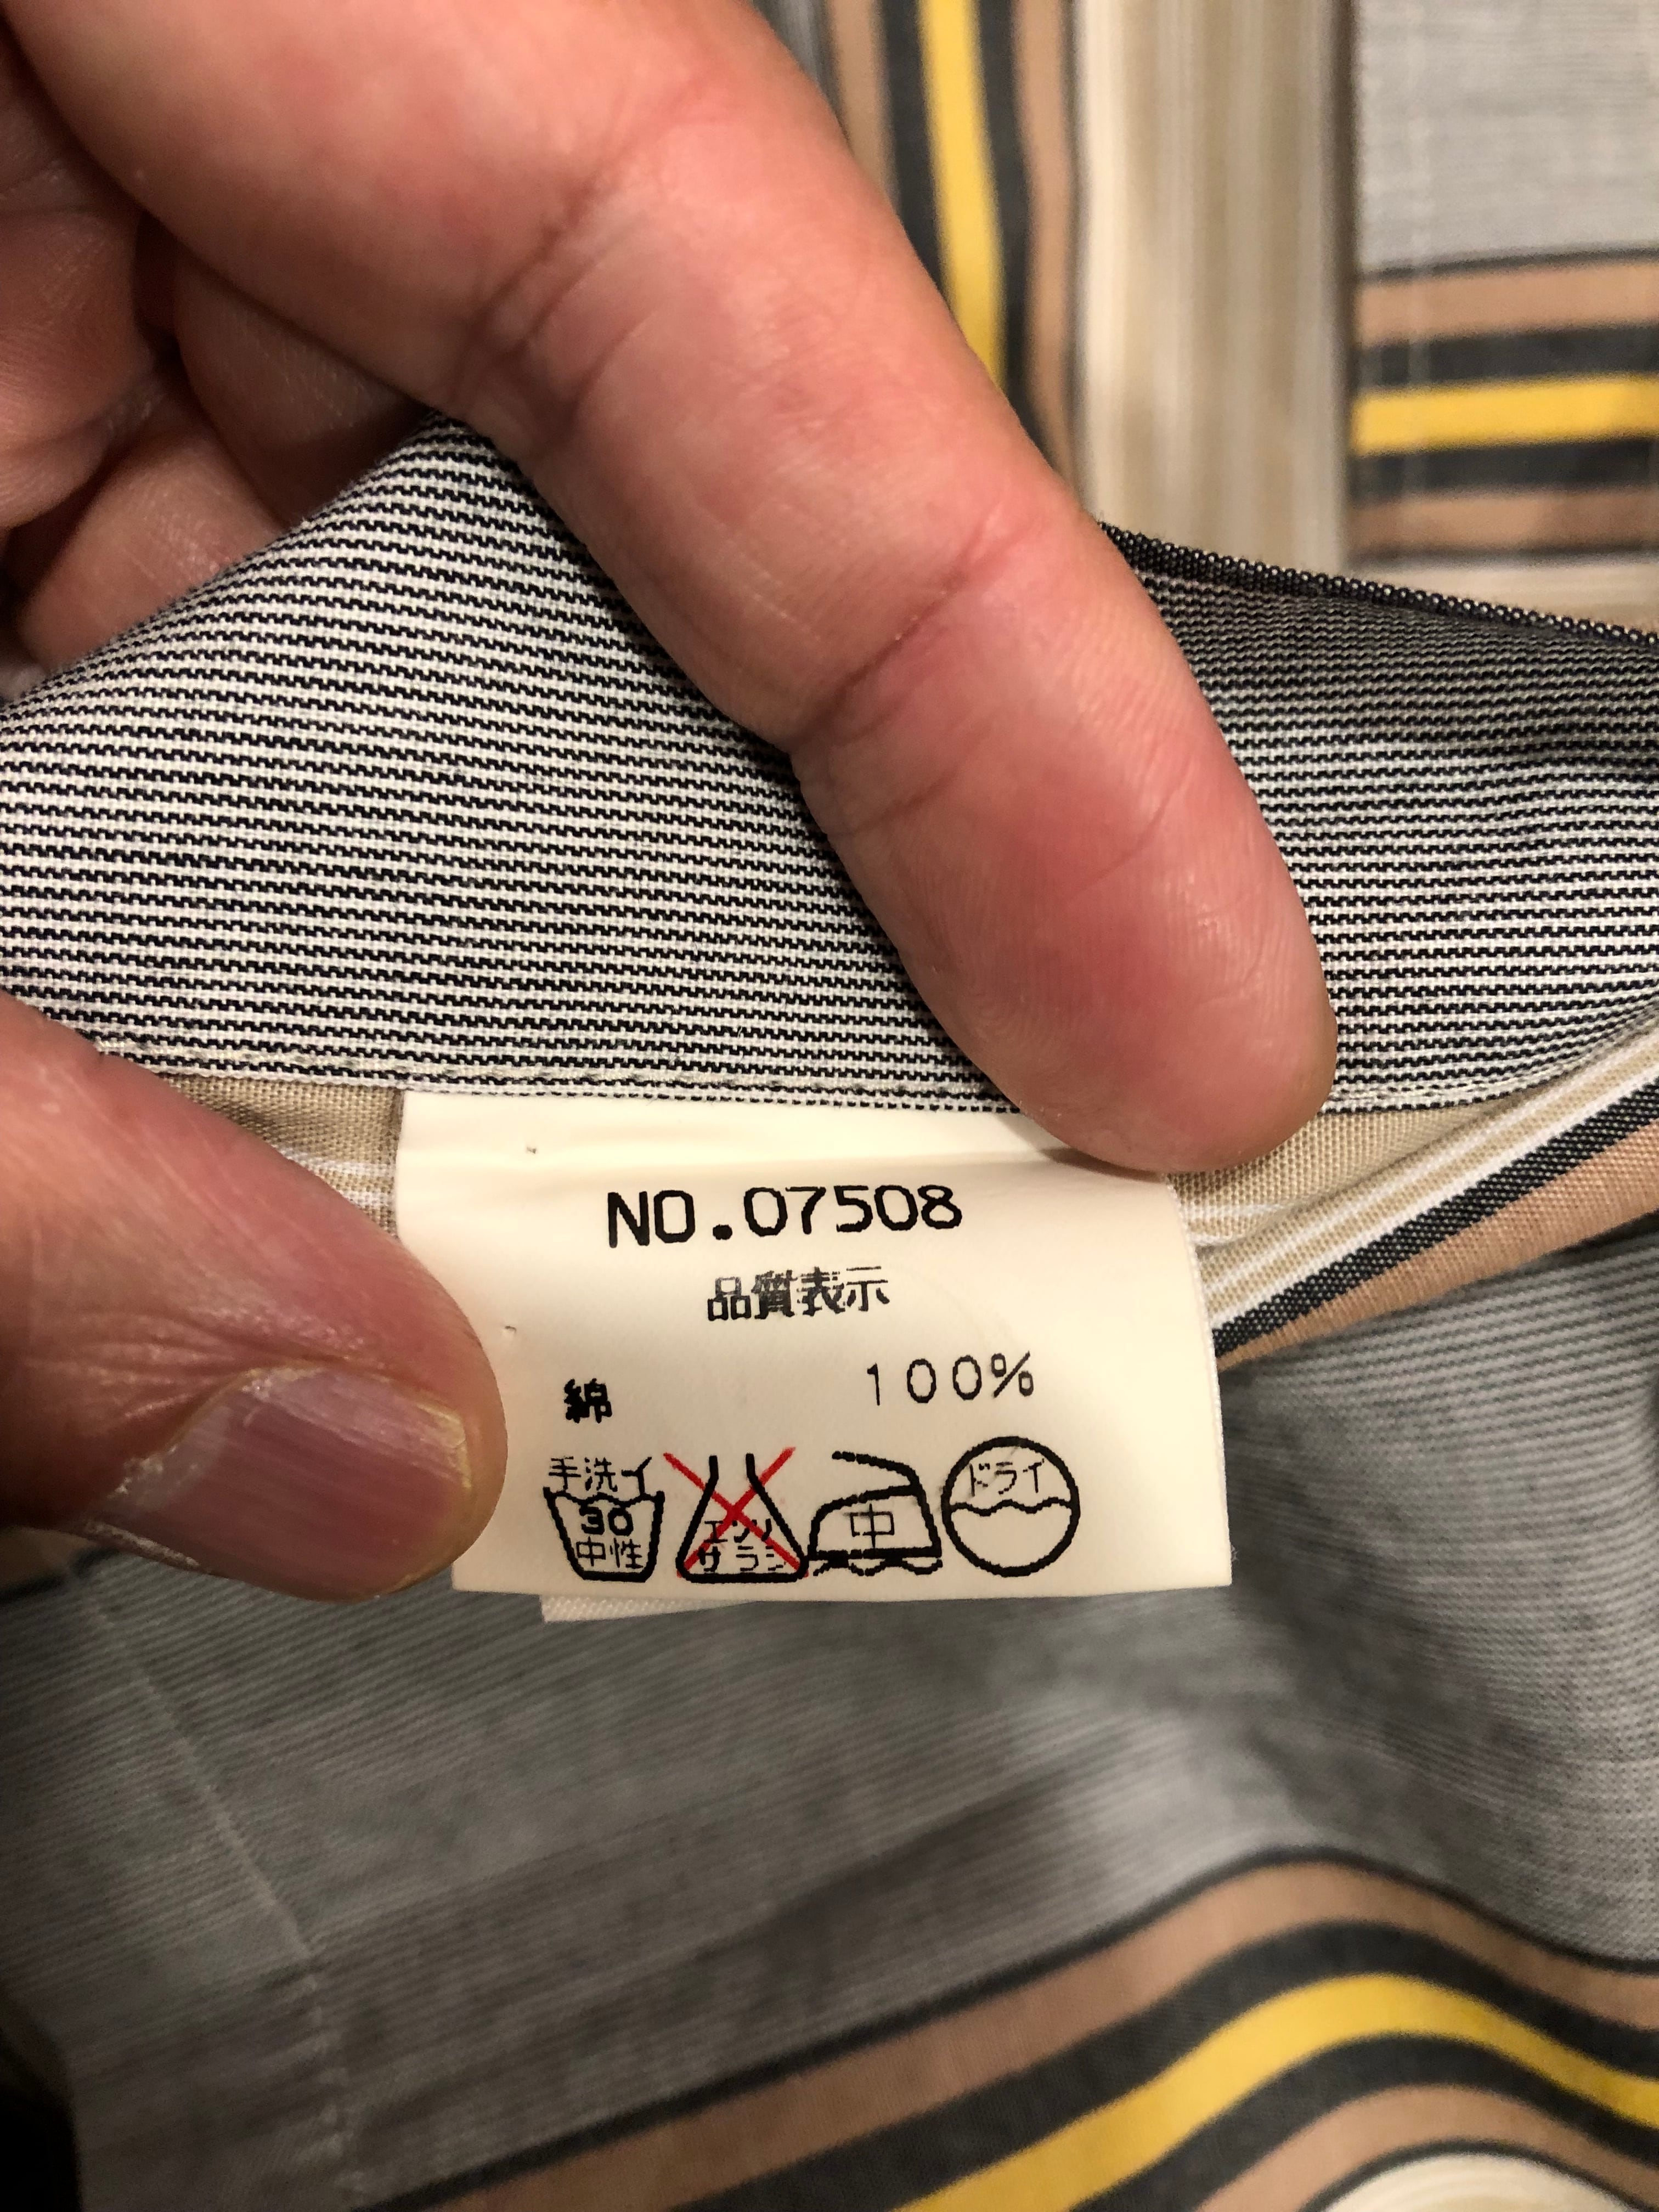 NO.07508
品質表示
綿 100%
手洗イ
30
中性
エンソ
サラシ
中
ドライ